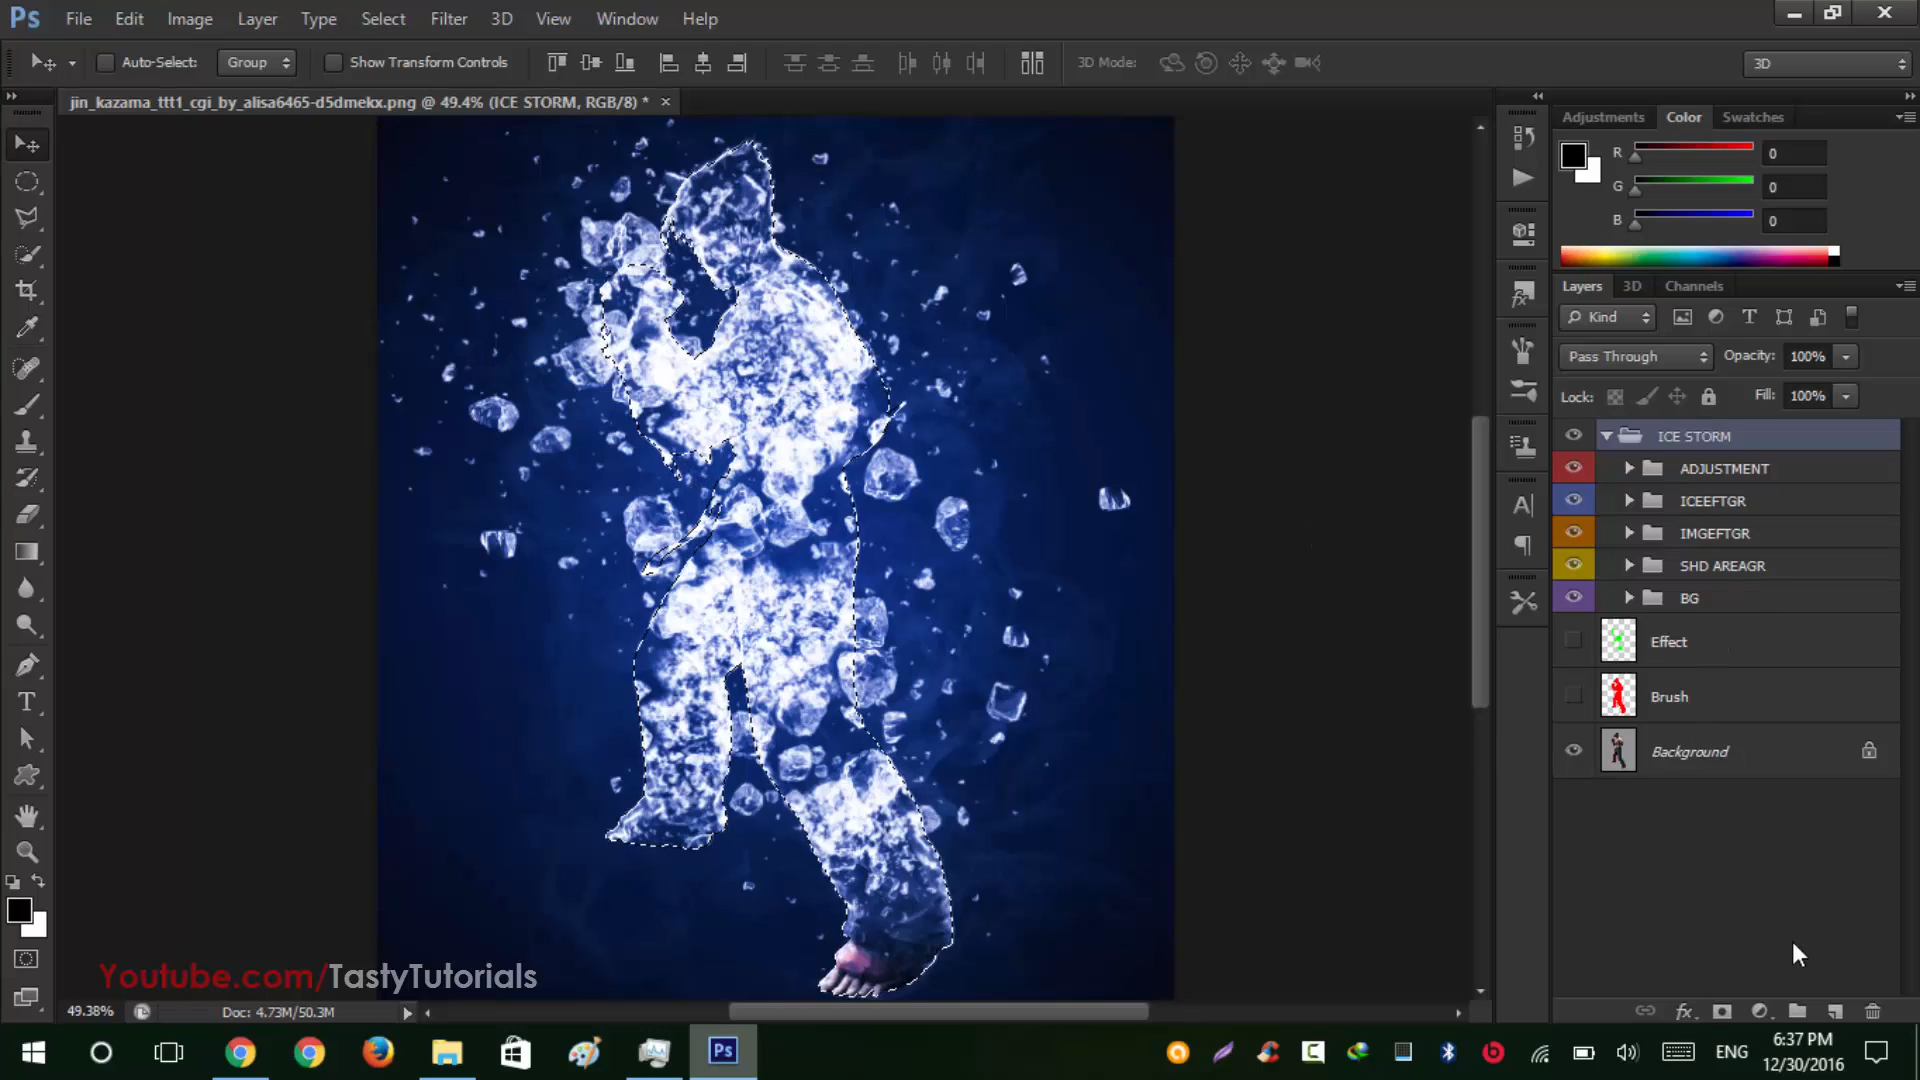 Ps File Edit Image Layer Type Select Filter 3D View Window Help
Auto-Select: Group Show Transform Controls 3D Mode: 3D
jin_kazama_ttt1_cgi_by_alisa6465-d5dmekx.png @ 49.4% (ICE STORM, RGB/8) *
Adjustments Color Swatches
R 0
G 0
B 0
Layers 3D Channels
Kind
Pass Through Opacity: 100%
Lock: Fill: 100%
ICE STORM
ADJUSTMENT
ICEEFTGR
IMGEFTGR
SHD AREAGR
BG
Effect
Brush
Background
Youtube.com/TastyTutorials
49.38% Doc: 4.73M/50.3M
Ps ENG 6:37 PM
12/30/2016